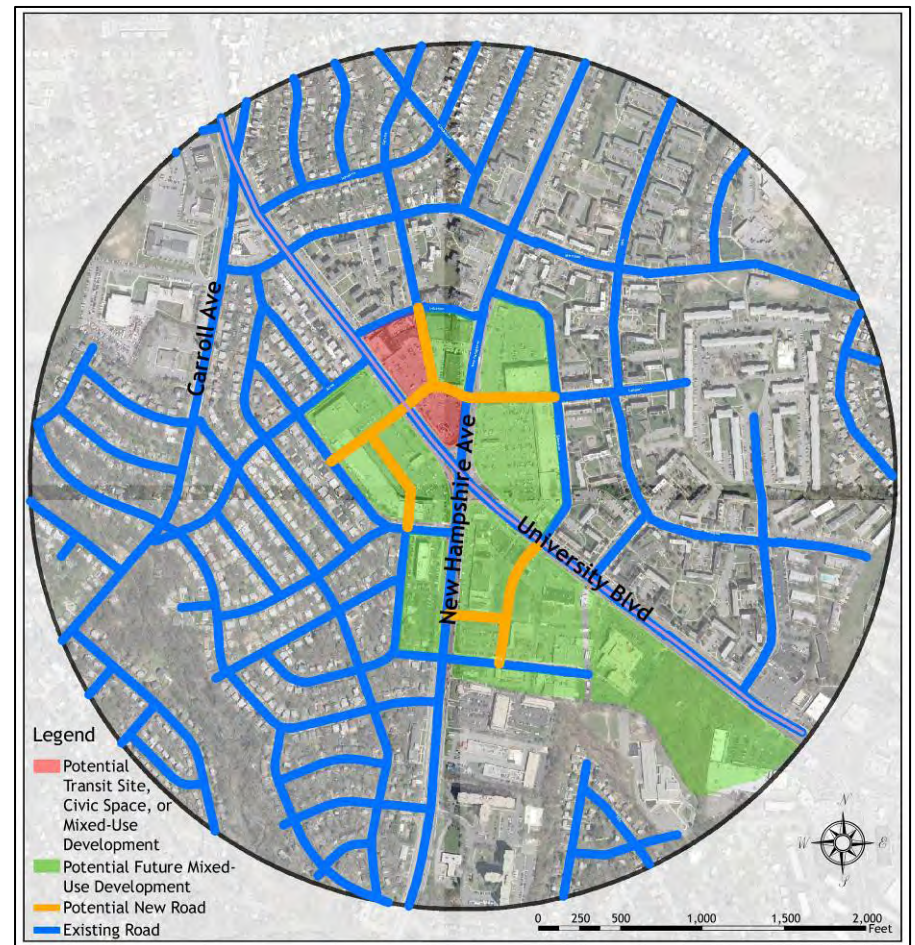 Carroll Ave
New Hampshire Ave
University Blvd
Legend
Potential
Transit Site,
Civic Space, or
Mixed-Use
Development
Potential Future Mixed-
Use Development
Potential New Road
Existing Road
N
W E
S
0 250 500 1,000 1,500 2,000
Feet